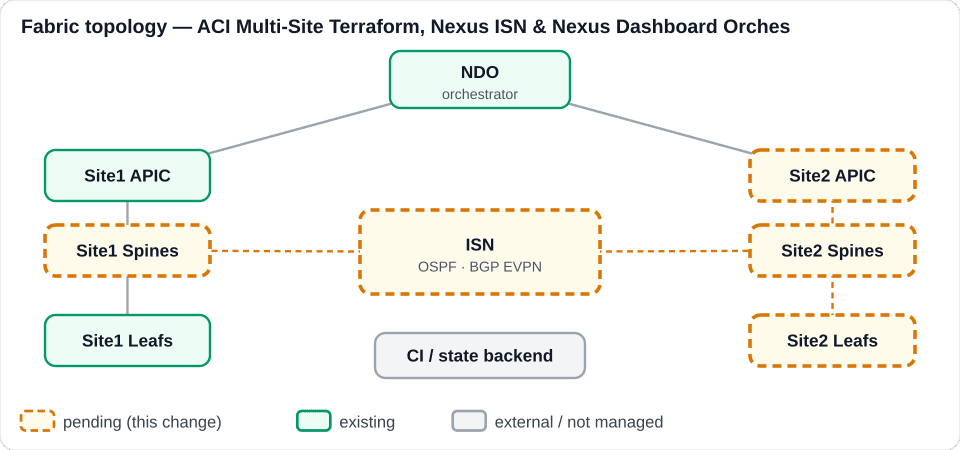 Fabric topology — ACI Multi-Site Terraform, Nexus ISN & Nexus Dashboard Orches
NDO
orchestrator
Site1 APIC
Site2 APIC
Site1 Spines
ISN
OSPF · BGP EVPN
Site2 Spines
Site1 Leafs
CI / state backend
Site2 Leafs
pending (this change)
existing
external / not managed